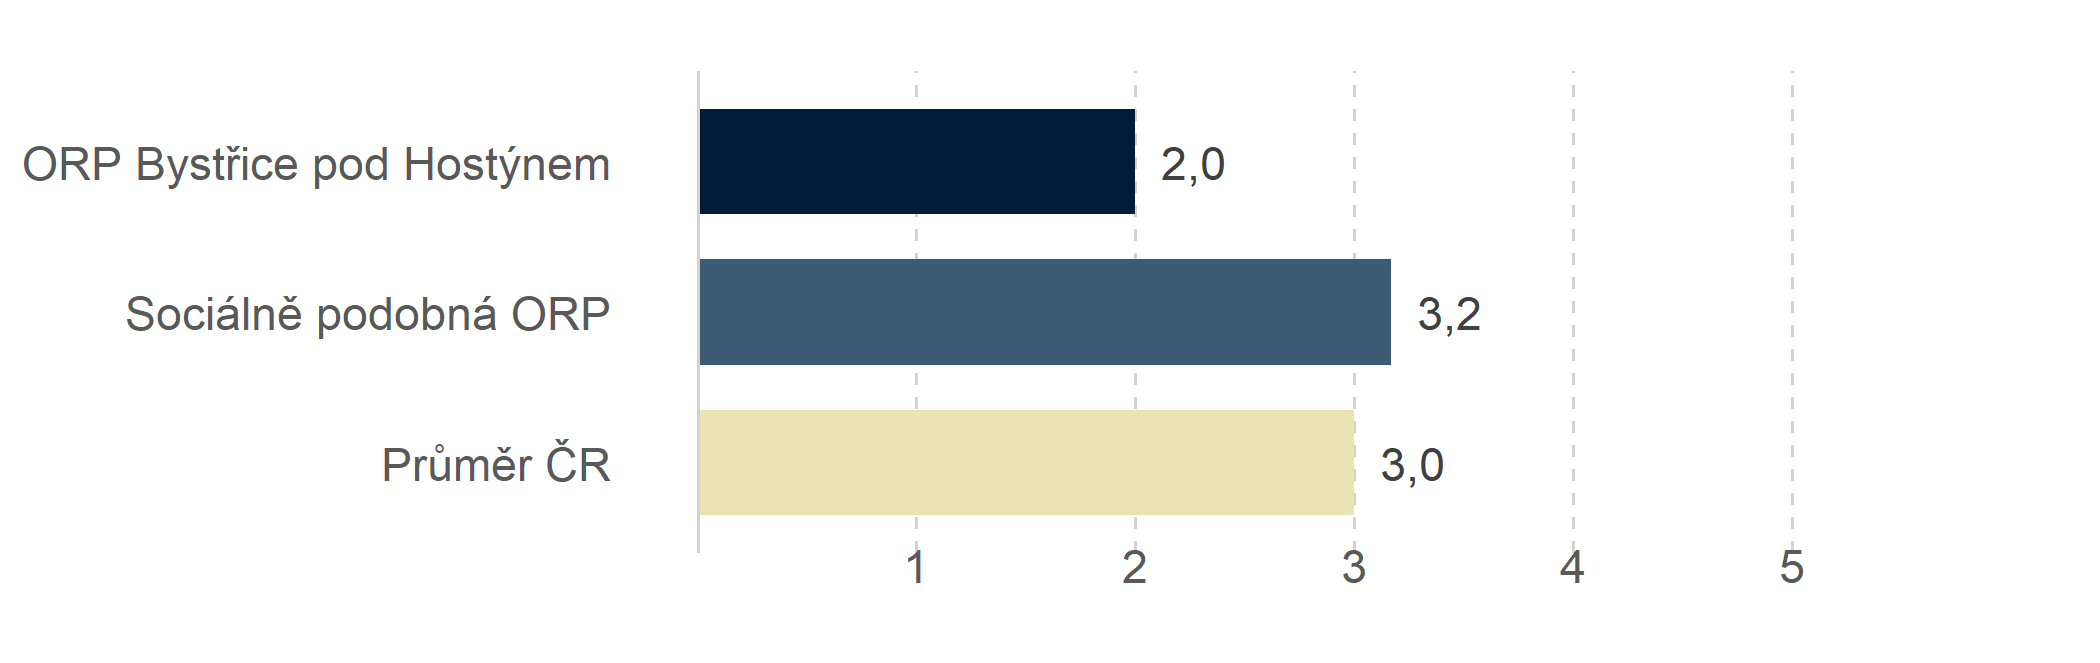 ORP Bystřice pod Hostýnem 2,0
Sociálně podobná ORP 3,2
Průměr ČR 3,0
1 2 3 4 5